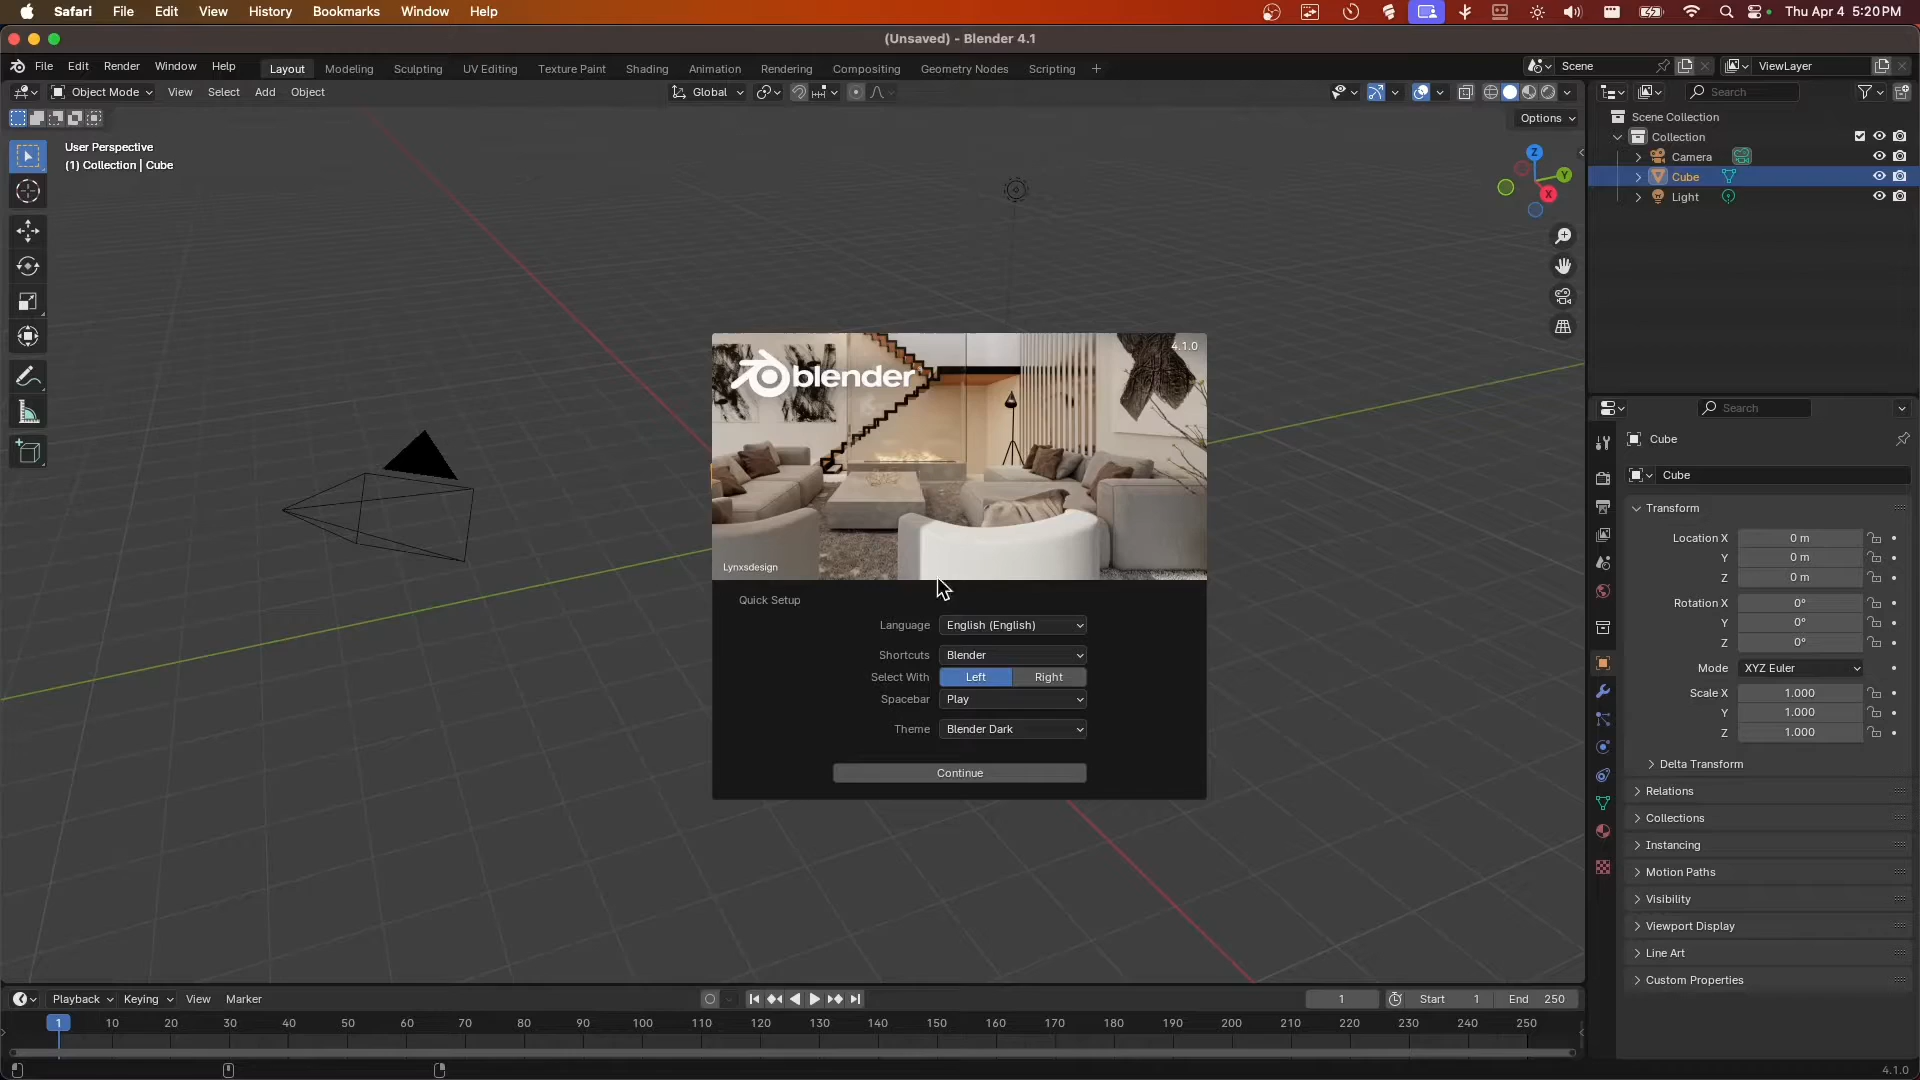 Safari File Edit View History Bookmarks Window Help Thu Apr 4 5:20 PM
(Unsaved) - Blender 4.1
File Edit Render Window Help Layout Modeling Sculpting UV Editing Texture Paint Shading Animation Rendering Compositing Geometry Nodes Scripting + Scene ViewLayer
Object Mode View Select Add Object Global Search
Options
User Perspective
(1) Collection | Cube
Scene Collection
Collection
Camera
Cube
Light
Z
Y
X
4.1.0
blender
Lynxsdesign
Quick Setup
Language English (English)
Shortcuts Blender
Select With Left Right
Spacebar Play
Theme Blender Dark
Continue
Search
Cube
Cube
Transform
Location X 0 m
Y 0 m
Z 0 m
Rotation X 0°
Y 0°
Z 0°
Mode XYZ Euler
Scale X 1.000
Y 1.000
Z 1.000
Delta Transform
Relations
Collections
Instancing
Motion Paths
Visibility
Viewport Display
Line Art
Custom Properties
Playback Keying View Marker 1 Start 1 End 250
1 10 20 30 40 50 60 70 80 90 100 110 120 130 140 150 160 170 180 190 200 210 220 230 240 250
4.1.0